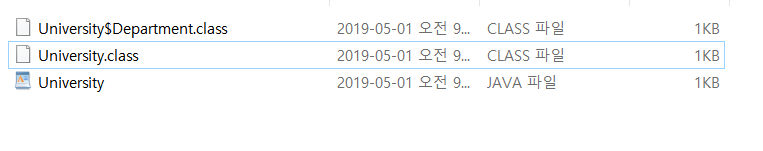 University$Department.class 2019-05-01 오전 9... CLASS 파일 1KB
University.class 2019-05-01 오전 9... CLASS 파일 1KB
University 2019-05-01 오전 9... JAVA 파일 1KB